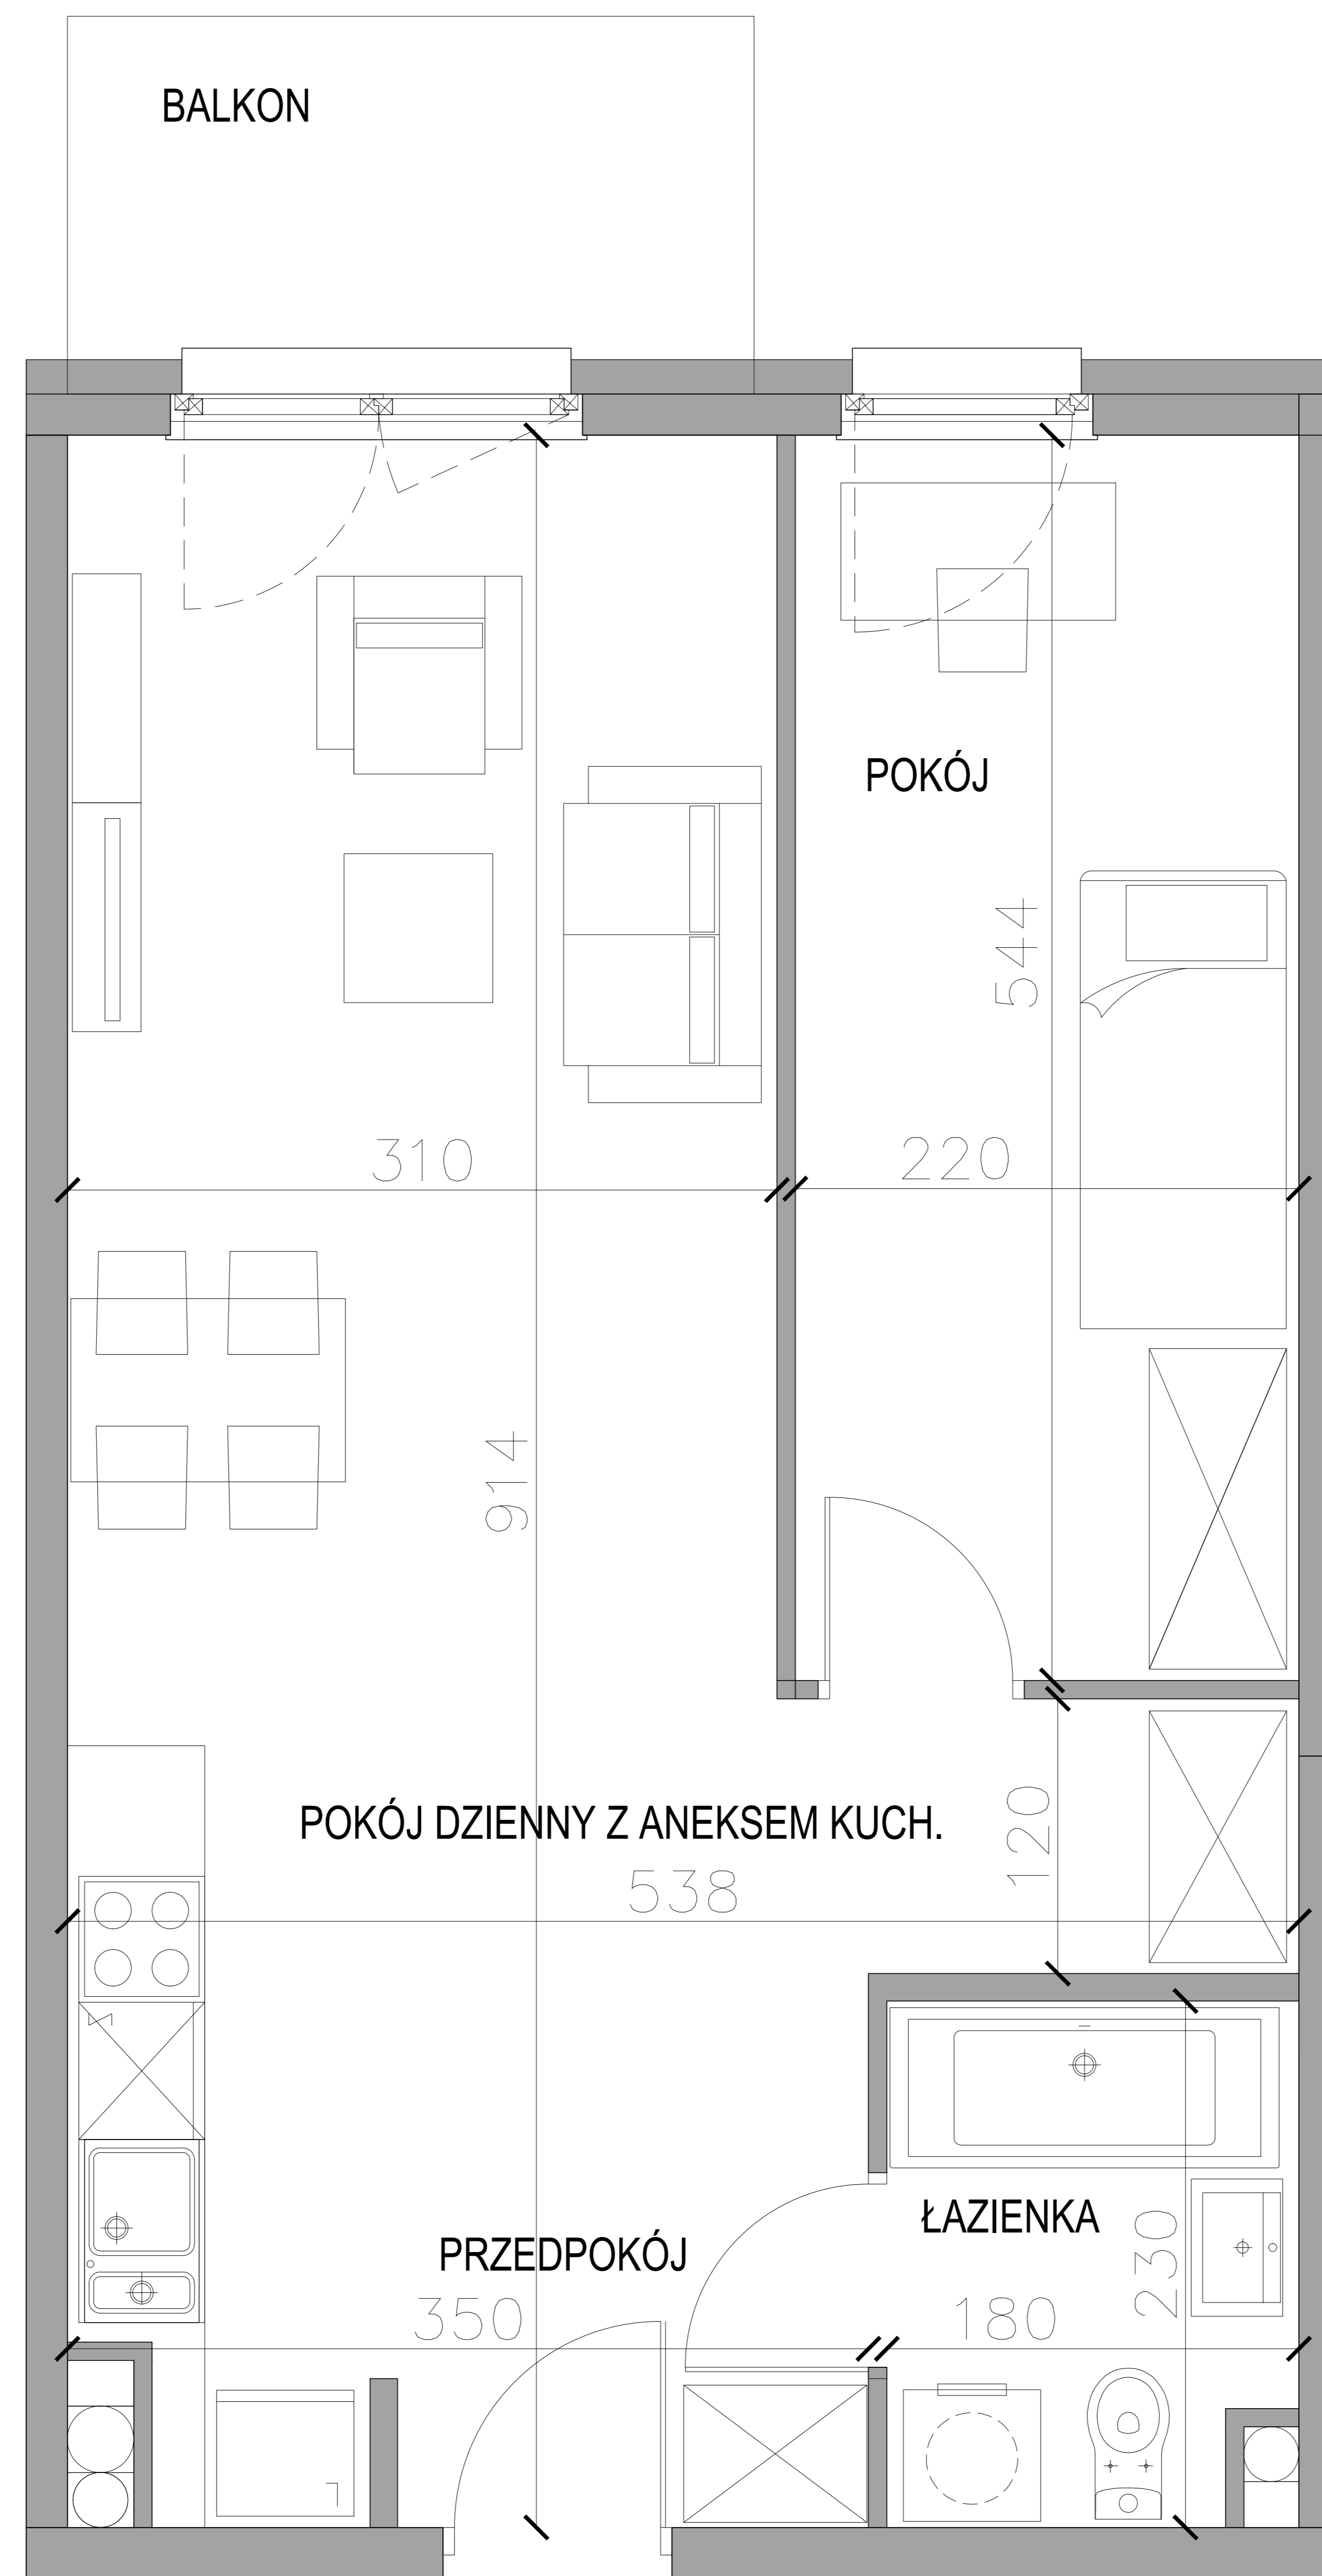 BALKON
POKÓJ
544
310
220
914
POKÓJ DZIENNY Z ANEKSEM KUCH.
120
538
ŁAZIENKA
PRZEDPOKÓJ
230
350
180